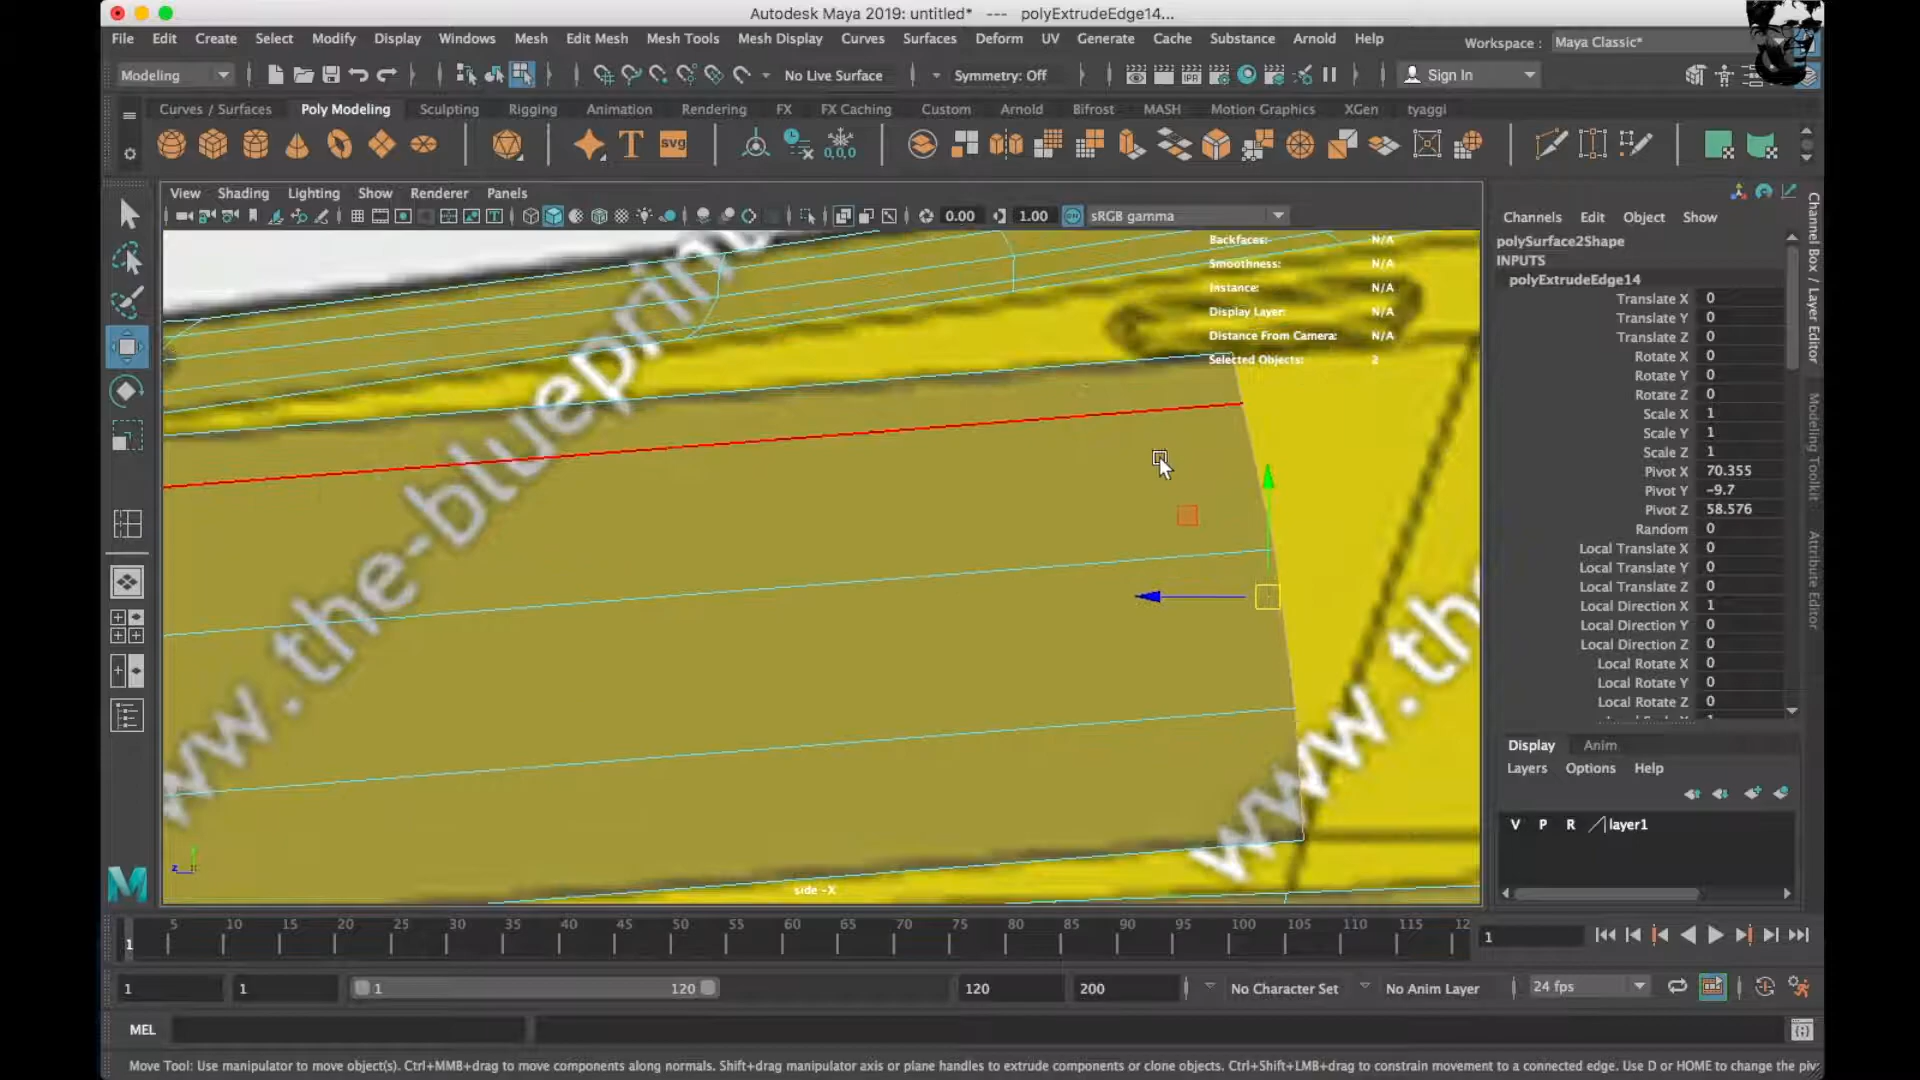 Autodesk Maya 2019: untitled* --- polyExtrudeEdge14...
File Edit Create Select Modify Display Windows Mesh Edit Mesh Mesh Tools Mesh Display Curves Surfaces Deform UV Generate Cache Substance Arnold Help Workspace : Maya Classic*
Modeling No Live Surface Symmetry: Off IPR Sign In
Curves / Surfaces Poly Modeling Sculpting Rigging Animation Rendering FX FX Caching Custom Arnold Bifrost MASH Motion Graphics XGen tyaggi
T svg 0,0,0
View Shading Lighting Show Renderer Panels
0.00 1.00 sRGB gamma
Backfaces: N/A
Smoothness: N/A
Instance: N/A
Display Layer: N/A
Distance From Camera: N/A
Selected Objects: 2
www.the-blueprin
www.th
side -X
Channels Edit Object Show
polySurface2Shape
INPUTS
polyExtrudeEdge14
Translate X 0
Translate Y 0
Translate Z 0
Rotate X 0
Rotate Y 0
Rotate Z 0
Scale X 1
Scale Y 1
Scale Z 1
Pivot X 70.355
Pivot Y -9.7
Pivot Z 58.576
Random 0
Local Translate X 0
Local Translate Y 0
Local Translate Z 0
Local Direction X 1
Local Direction Y 0
Local Direction Z 0
Local Rotate X 0
Local Rotate Y 0
Local Rotate Z 0
Channel Box / Layer Editor
Modeling Toolkit
Attribute Editor
Display Anim
Layers Options Help
V P R layer1
5 10 15 20 25 30 35 40 45 50 55 60 65 70 75 80 85 90 95 100 105 110 115 12
1 1
1 1 1 120 120 200 No Character Set No Anim Layer 24 fps
MEL
Move Tool: Use manipulator to move object(s). Ctrl+MMB+drag to move components along normals. Shift+drag manipulator axis or plane handles to extrude components or clone objects. Ctrl+Shift+LMB+drag to constrain movement to a connected edge. Use D or HOME to change the piv